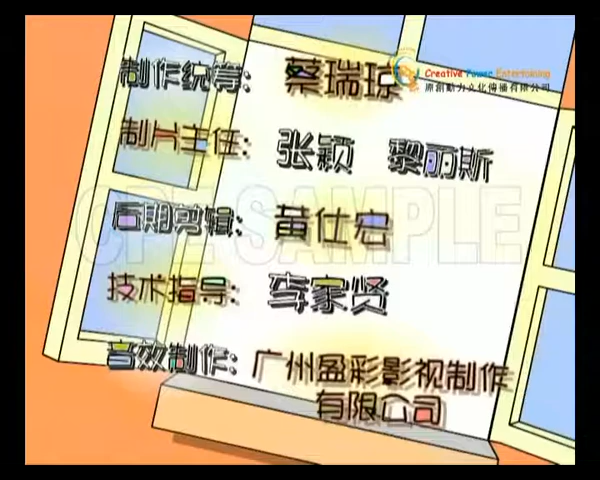 Creative Power Entertaining
原創動力文化傳播有限公司
制作统筹: 蔡瑞琼
制片主任: 张颖 黎丽斯
后期剪辑: 黄仕宏
技术指导: 李家贤
音效制作: 广州盈彩影视制作
有限公司
CPE SAMPLE